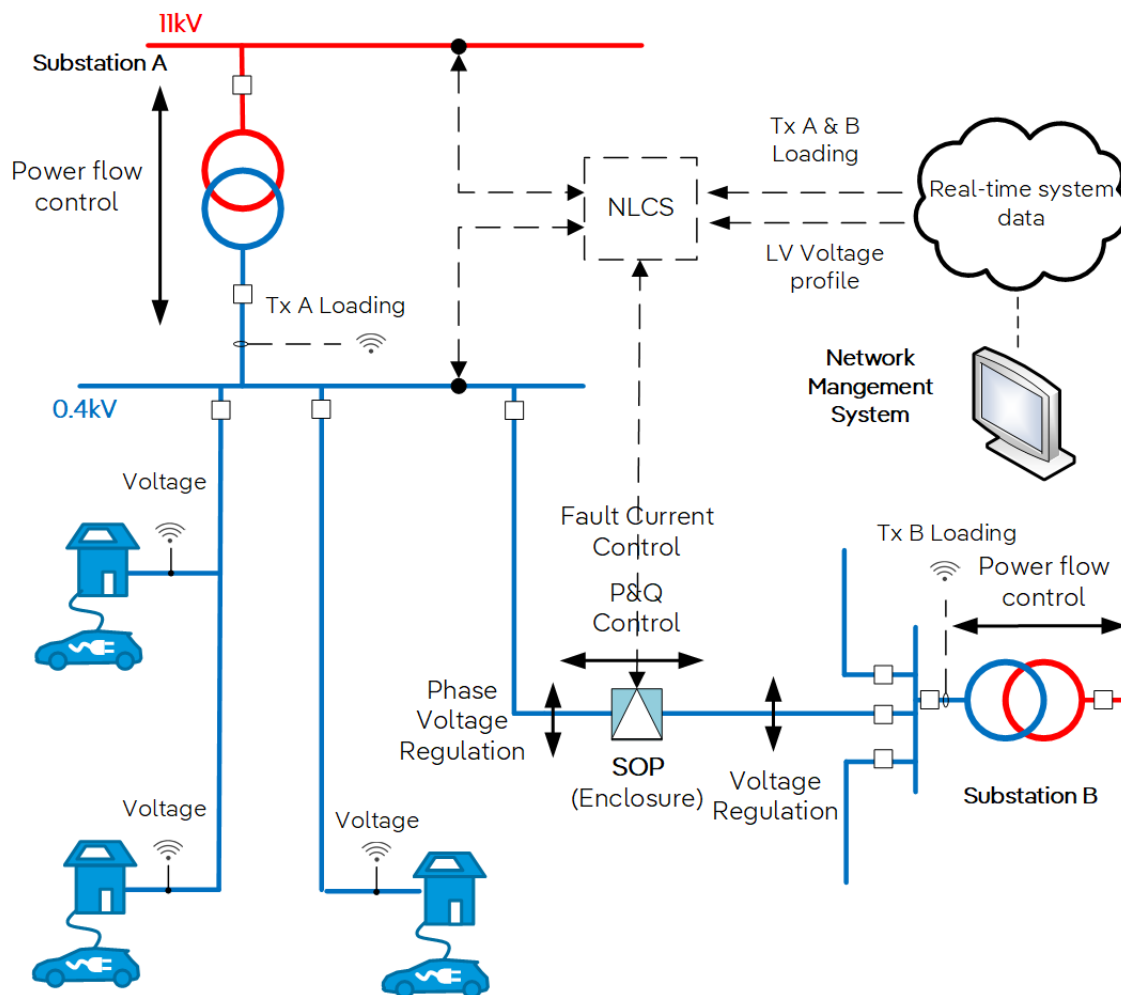 11kV
Substation A
Power flow
control
Tx A & B
Loading
NLCS
Real-time system
data
LV Voltage
profile
Tx A Loading
Network
Mangement
System
0.4kV
Voltage
Fault Current
Control
Tx B Loading
Power flow
control
P&Q
Control
Phase
Voltage
Regulation
SOP
(Enclosure)
Voltage
Regulation
Substation B
Voltage
Voltage